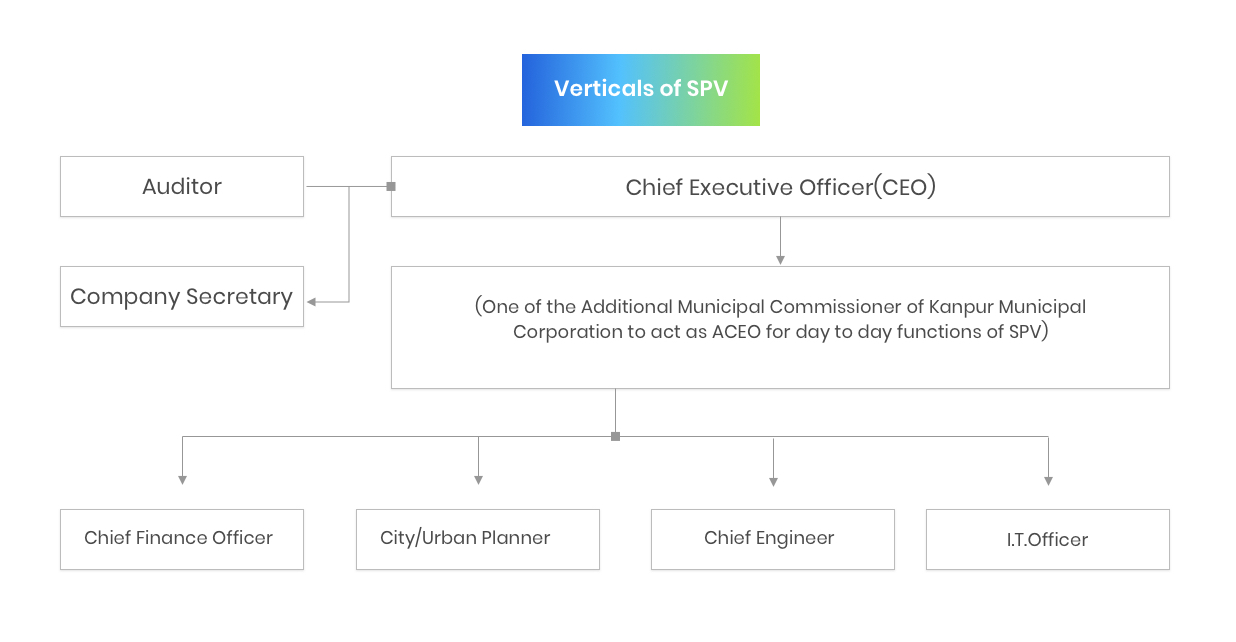 Verticals of SPV
Auditor
Chief Executive Officer(CEO)
Company Secretary
(One of the Additional Municipal Commissioner of Kanpur Municipal
Corporation to act as ACEO for day to day functions of SPV)
Chief Finance Officer
City/Urban Planner
Chief Engineer
I.T.Officer